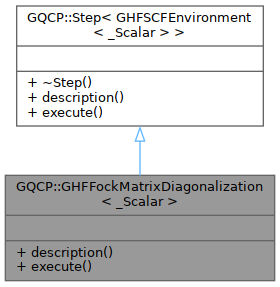 GQCP::Step< GHFSCFEnvironment
< _Scalar > >
+ ~Step()
+ description()
+ execute()
GQCP::GHFFockMatrixDiagonalization
< _Scalar >
+ description()
+ execute()